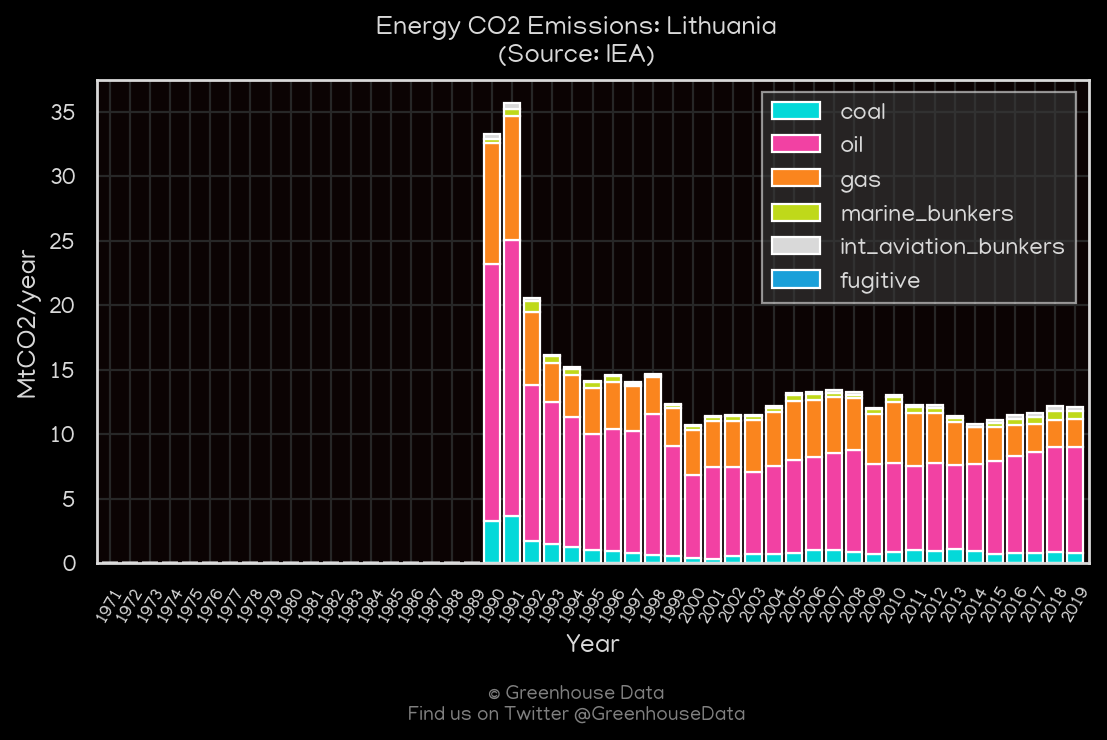 Energy CO2 Emissions: Lithuania
(Source: IEA)
coal
oil
gas
marine_bunkers
int_aviation_bunkers
fugitive
MtCO2/year
35
30
25
20
15
10
5
0
1971 1972 1973 1974 1975 1976 1977 1978 1979 1980 1981 1982 1983 1984 1985 1986 1987 1988 1989 1990 1991 1992 1993 1994 1995 1996 1997 1998 1999 2000 2001 2002 2003 2004 2005 2006 2007 2008 2009 2010 2011 2012 2013 2014 2015 2016 2017 2018 2019
Year
© Greenhouse Data
Find us on Twitter @GreenhouseData